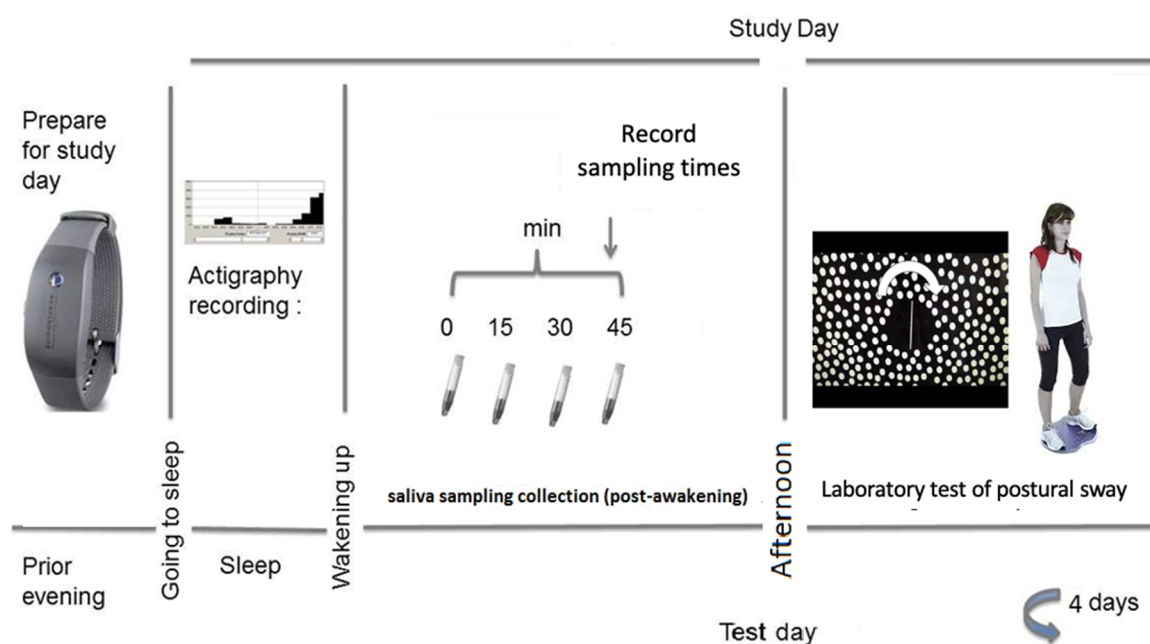 Study Day
Prepare
for study
day
Actigraphy
recording :
Record
sampling times
min
0 15 30 45
saliva sampling collection (post-awakening)
Laboratory test of postural sway
Going to sleep
Wakening up
Afternoon
Prior
evening
Sleep
Test day
4 days